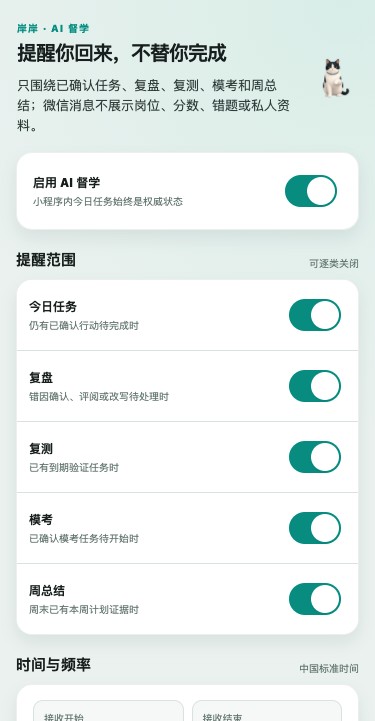 岸岸 · AI 督学
提醒你回来，不替你完成
只围绕已确认任务、复盘、复测、模考和周总
结；微信消息不展示岗位、分数、错题或私人资
料。
启用 AI 督学
小程序内今日任务始终是权威状态
提醒范围
可逐类关闭
今日任务
仍有已确认行动待完成时
复盘
错因确认、评阅或改写待处理时
复测
已有到期验证任务时
模考
已确认模考任务待开始时
周总结
周末已有本周计划证据时
时间与频率
中国标准时间
接收开始
接收结束